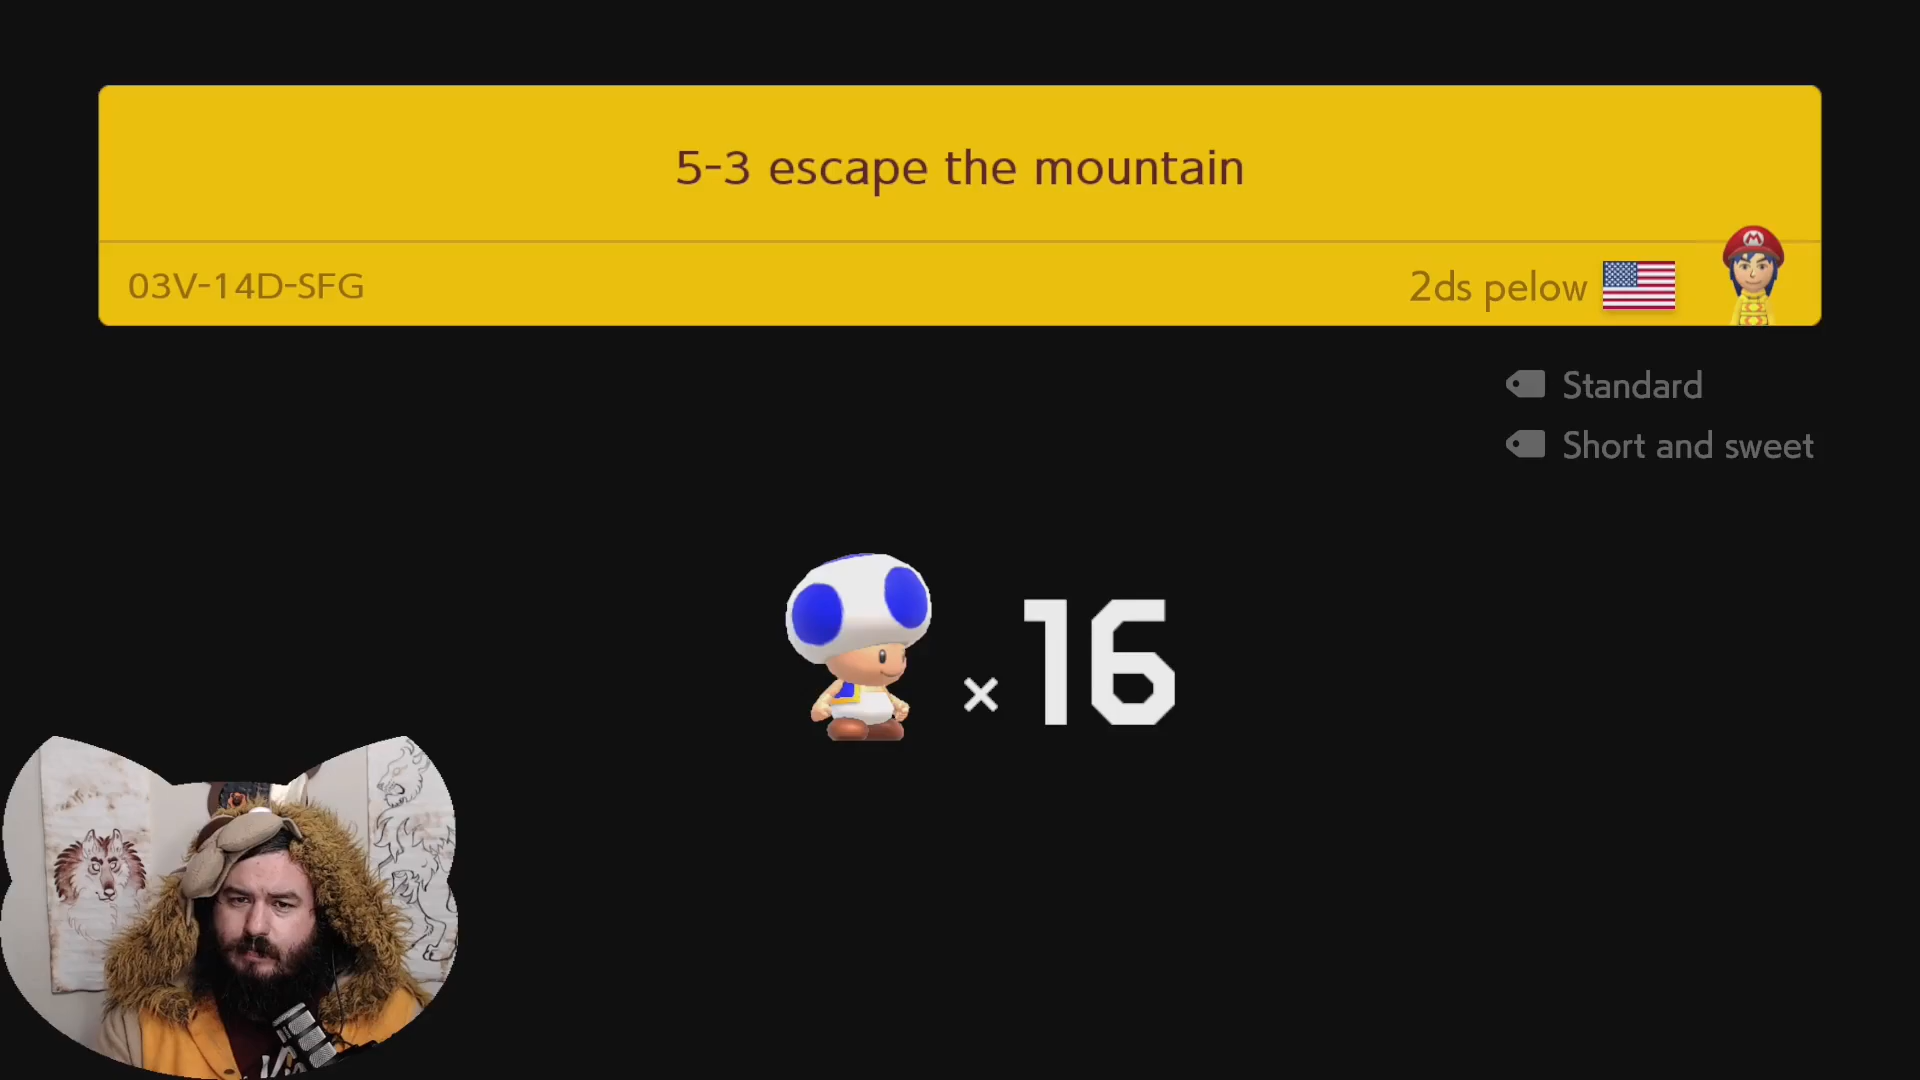 5-3 escape the mountain
03V-14D-SFG
2ds pelow
Standard
Short and sweet
× 16